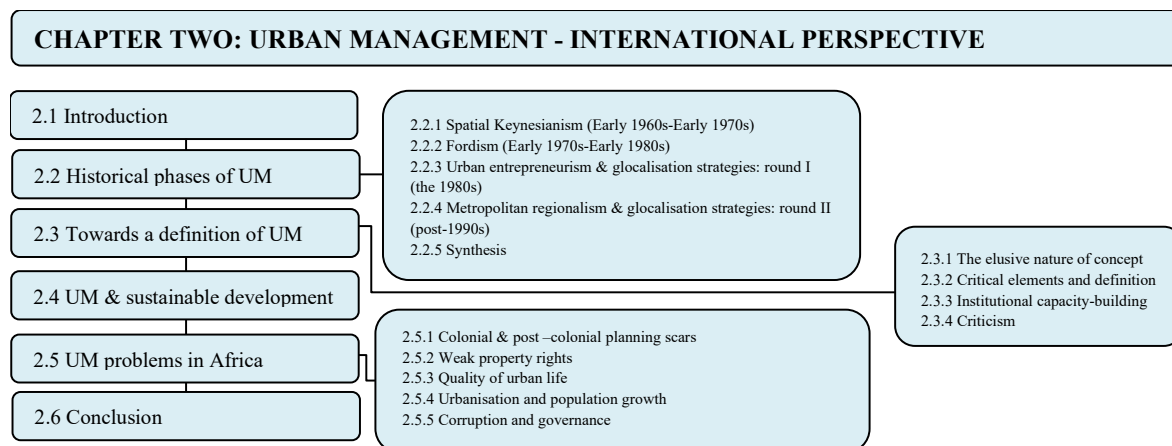 CHAPTER TWO: URBAN MANAGEMENT - INTERNATIONAL PERSPECTIVE
2.1 Introduction
2.2 Historical phases of UM
2.2.1 Spatial Keynesianism (Early 1960s-Early 1970s)
2.2.2 Fordism (Early 1970s-Early 1980s)
2.2.3 Urban entrepreneurism & glocalisation strategies: round I
(the 1980s)
2.2.4 Metropolitan regionalism & glocalisation strategies: round II
(post-1990s)
2.2.5 Synthesis
2.3 Towards a definition of UM
2.3.1 The elusive nature of concept
2.3.2 Critical elements and definition
2.3.3 Institutional capacity-building
2.3.4 Criticism
2.4 UM & sustainable development
2.5 UM problems in Africa
2.5.1 Colonial & post –colonial planning scars
2.5.2 Weak property rights
2.5.3 Quality of urban life
2.5.4 Urbanisation and population growth
2.5.5 Corruption and governance
2.6 Conclusion